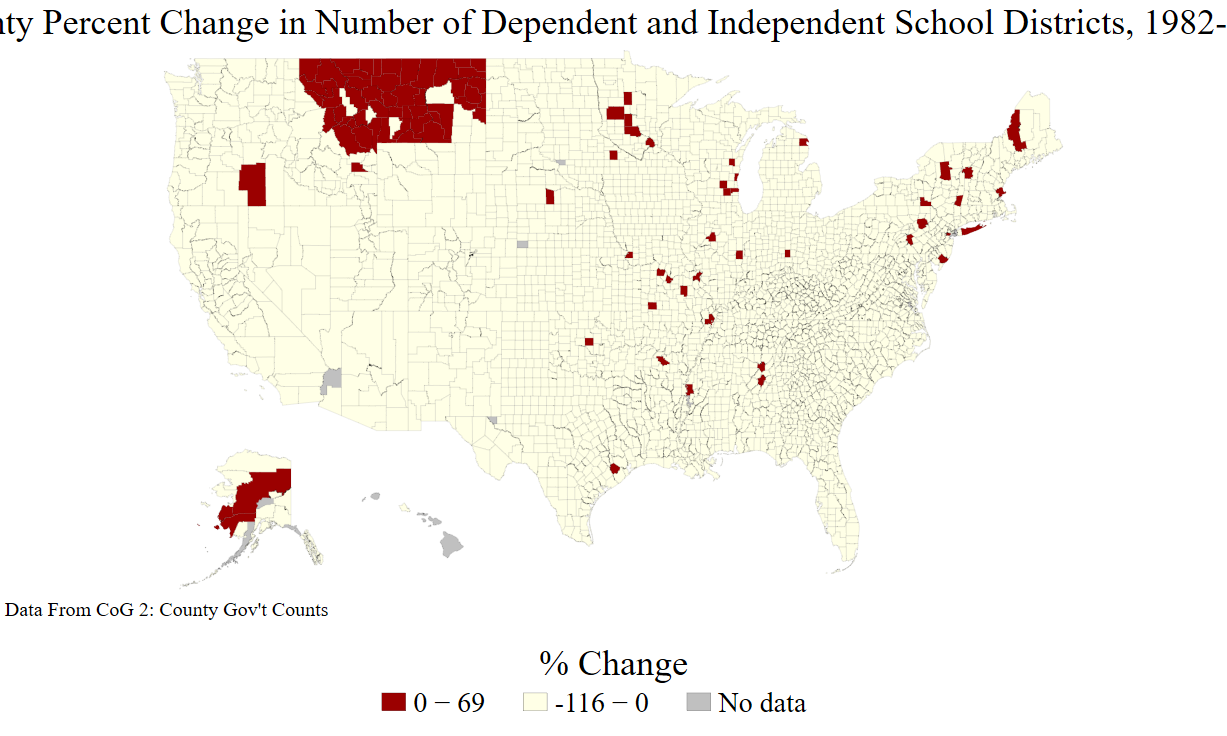 nty Percent Change in Number of Dependent and Independent School Districts, 1982-
Data From CoG 2: County Gov't Counts
% Change
0 − 69 -116 − 0 No data